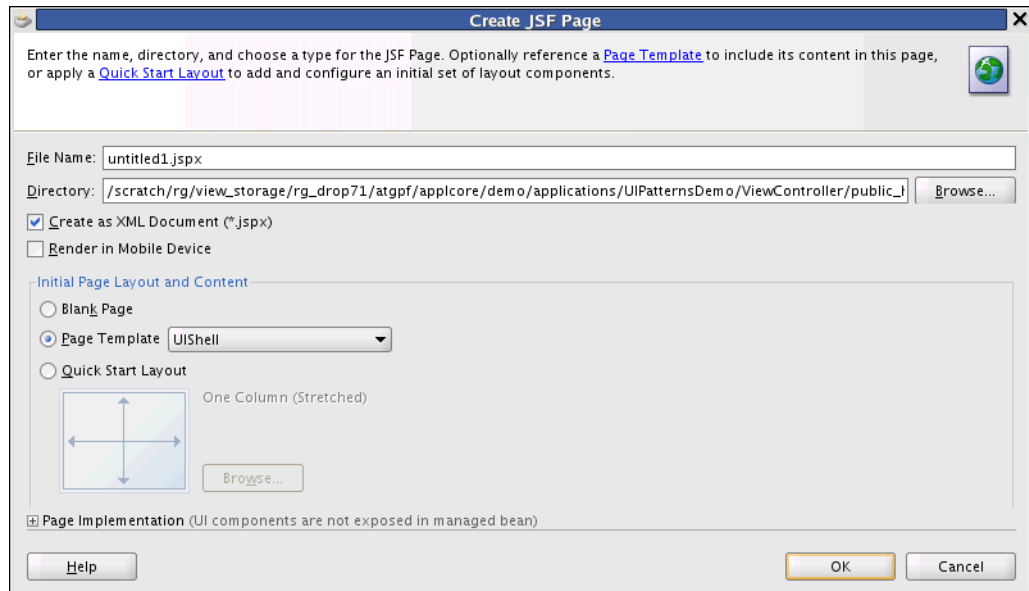 Create JSF Page
Enter the name, directory, and choose a type for the JSF Page. Optionally reference a Page Template to include its content in this page,
or apply a Quick Start Layout to add and configure an initial set of layout components.
File Name: untitled1.jspx
Directory: /scratch/rg/view_storage/rg_drop71/atgpf/applcore/demo/applications/UIPatternsDemo/ViewController/public_ Browse...
Create as XML Document (*.jspx)
Render in Mobile Device
Initial Page Layout and Content
Blank Page
Page Template UIShell
Quick Start Layout
One Column (Stretched)
Browse...
Page Implementation (UI components are not exposed in managed bean)
Help OK Cancel